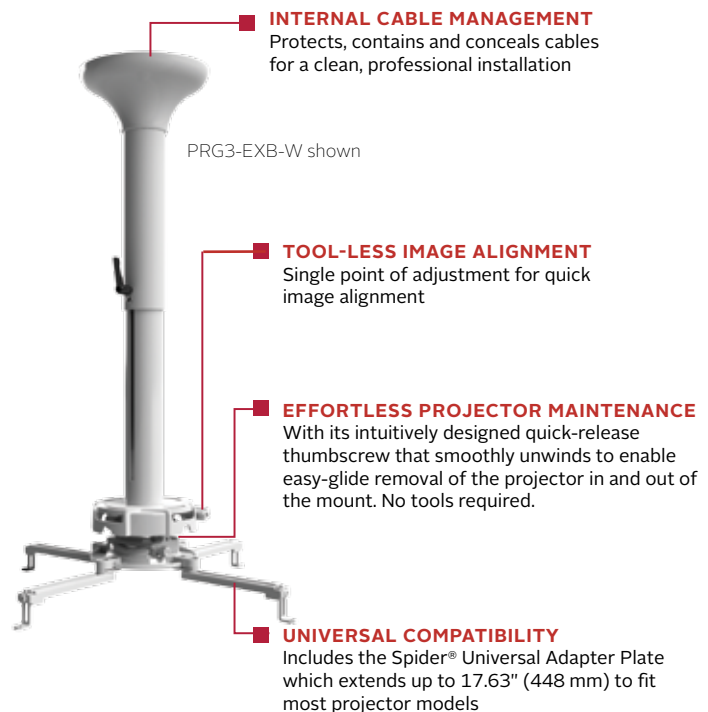 INTERNAL CABLE MANAGEMENT
Protects, contains and conceals cables
for a clean, professional installation
PRG3-EXB-W shown
TOOL-LESS IMAGE ALIGNMENT
Single point of adjustment for quick
image alignment
EFFORTLESS PROJECTOR MAINTENANCE
With its intuitively designed quick-release
thumbscrew that smoothly unwinds to enable
easy-glide removal of the projector in and out of
the mount. No tools required.
UNIVERSAL COMPATIBILITY
Includes the Spider® Universal Adapter Plate
which extends up to 17.63" (448 mm) to fit
most projector models